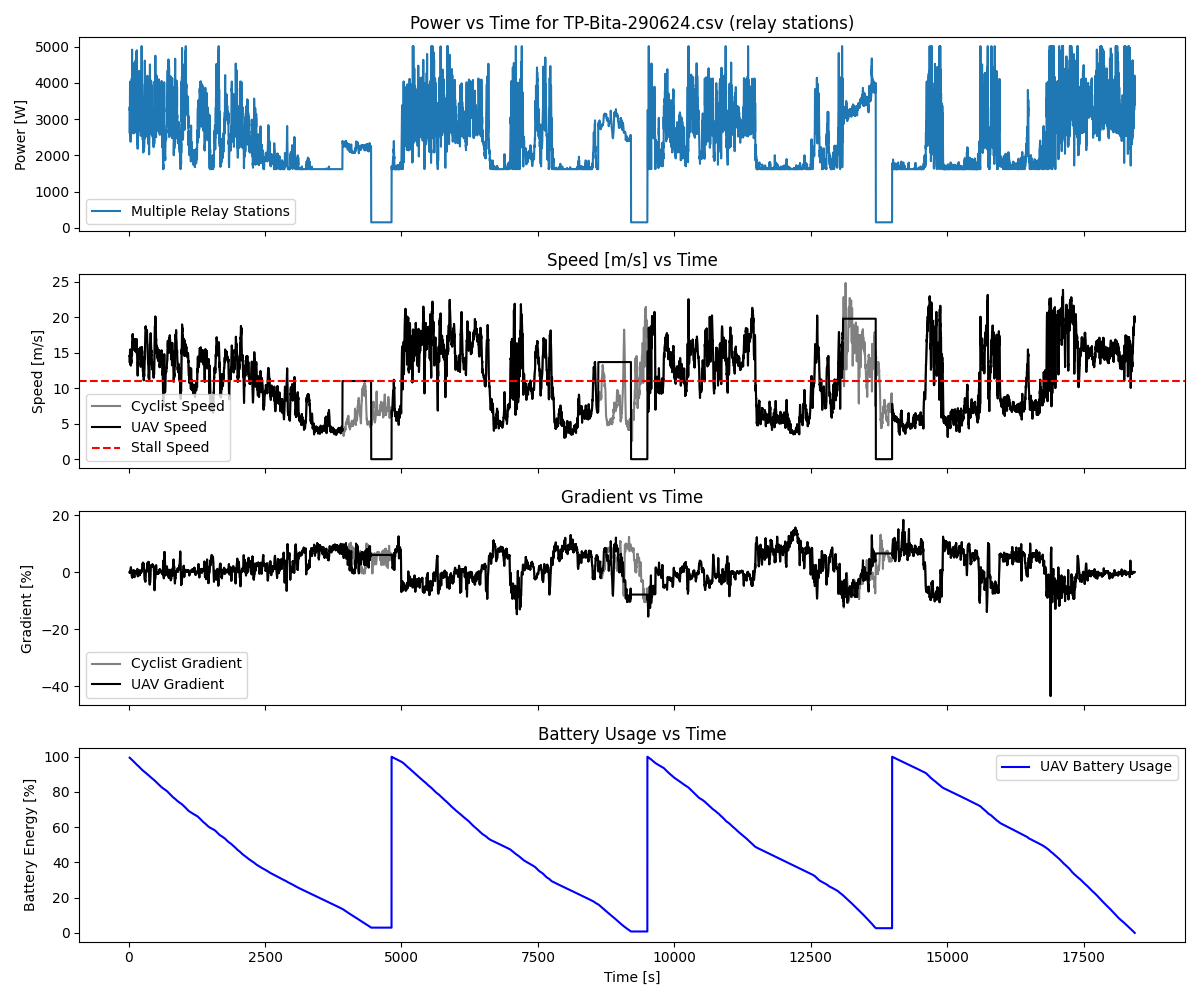 Power vs Time for TP-Bita-290624.csv (relay stations)
Power [W]
5000
4000
3000
2000
1000
0
Multiple Relay Stations
Speed [m/s] vs Time
Speed [m/s]
25
20
15
10
5
0
Cyclist Speed
UAV Speed
Stall Speed
Gradient vs Time
Gradient [%]
20
0
−20
−40
Cyclist Gradient
UAV Gradient
Battery Usage vs Time
Battery Energy [%]
100
80
60
40
20
0
UAV Battery Usage
0 2500 5000 7500 10000 12500 15000 17500
Time [s]